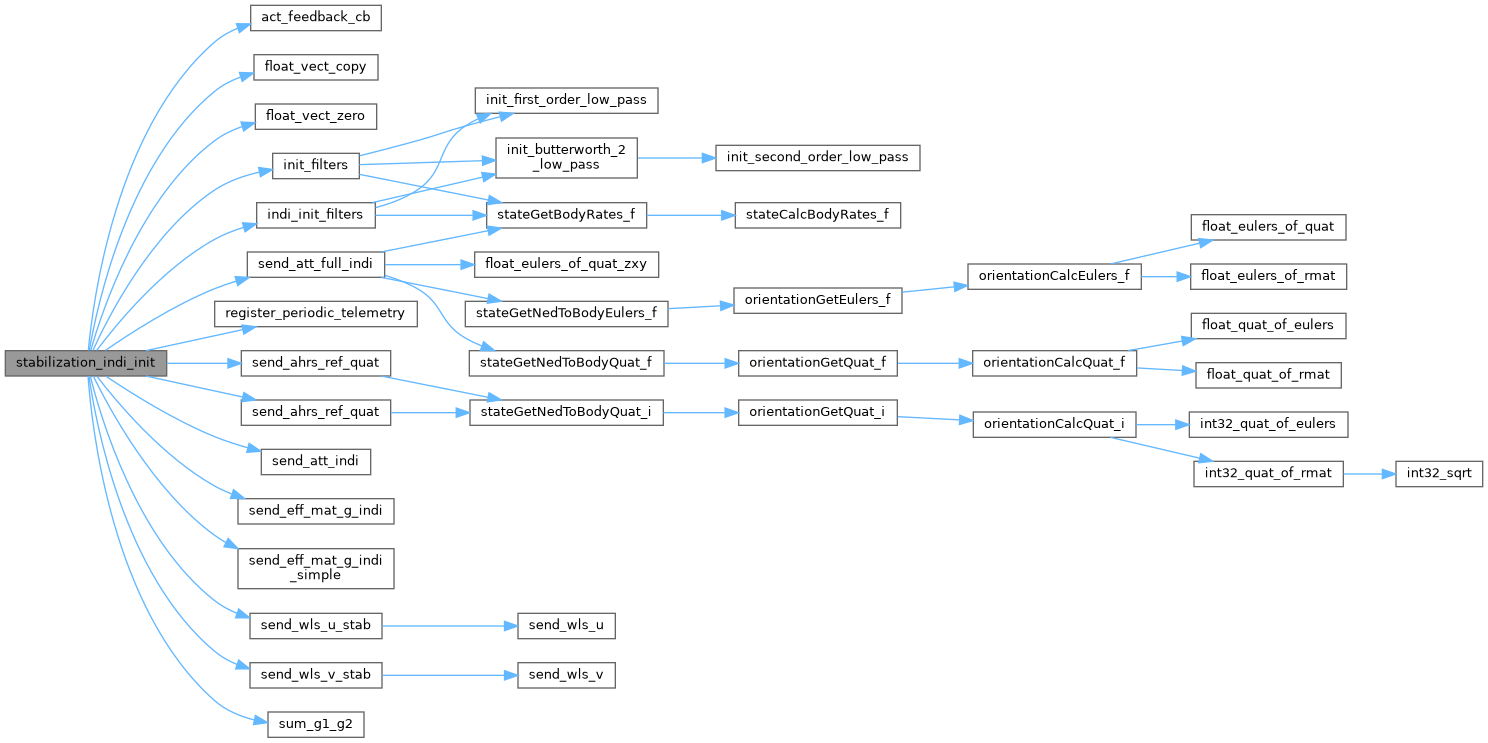 act_feedback_cb
float_vect_copy
init_first_order_low_pass
float_vect_zero
init_butterworth_2
_low_pass
init_second_order_low_pass
init_filters
indi_init_filters
stateGetBodyRates_f
stateCalcBodyRates_f
float_eulers_of_quat
send_att_full_indi
float_eulers_of_quat_zxy
orientationCalcEulers_f
float_eulers_of_rmat
register_periodic_telemetry
stateGetNedToBodyEulers_f
orientationGetEulers_f
float_quat_of_eulers
stabilization_indi_init
send_ahrs_ref_quat
stateGetNedToBodyQuat_f
orientationGetQuat_f
orientationCalcQuat_f
float_quat_of_rmat
send_ahrs_ref_quat
stateGetNedToBodyQuat_i
orientationGetQuat_i
orientationCalcQuat_i
int32_quat_of_eulers
send_att_indi
int32_quat_of_rmat
int32_sqrt
send_eff_mat_g_indi
send_eff_mat_g_indi
_simple
send_wls_u_stab
send_wls_u
send_wls_v_stab
send_wls_v
sum_g1_g2